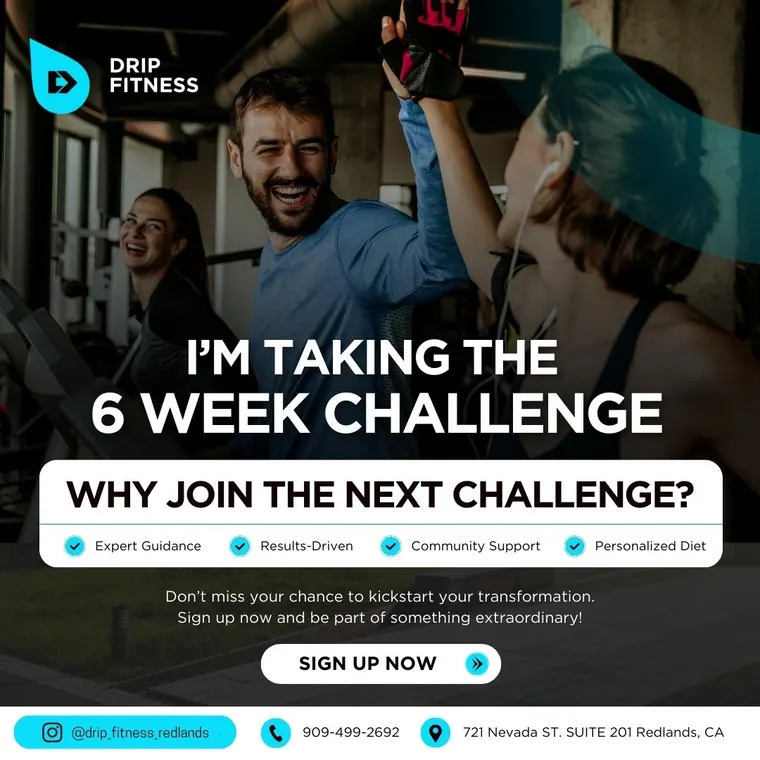 DRIP
FITNESS
I'M TAKING THE
6 WEEK CHALLENGE
WHY JOIN THE NEXT CHALLENGE?
Expert Guidance
Results-Driven
Community Support
Personalized Diet
Don't miss your chance to kickstart your transformation.
Sign up now and be part of something extraordinary!
SIGN UP NOW
@drip_fitness_redlands
909-499-2692
721 Nevada ST. SUITE 201 Redlands, CA